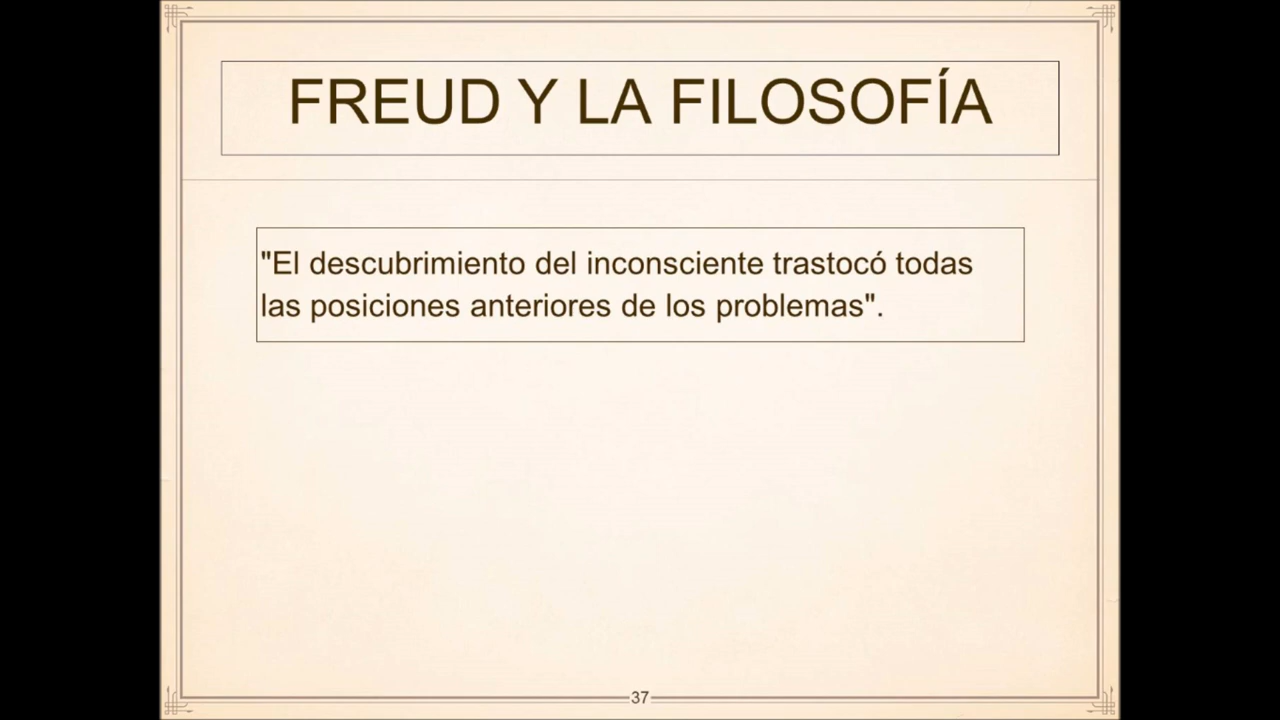 FREUD Y LA FILOSOFÍA
"El descubrimiento del inconsciente trastocó todas
las posiciones anteriores de los problemas".
37